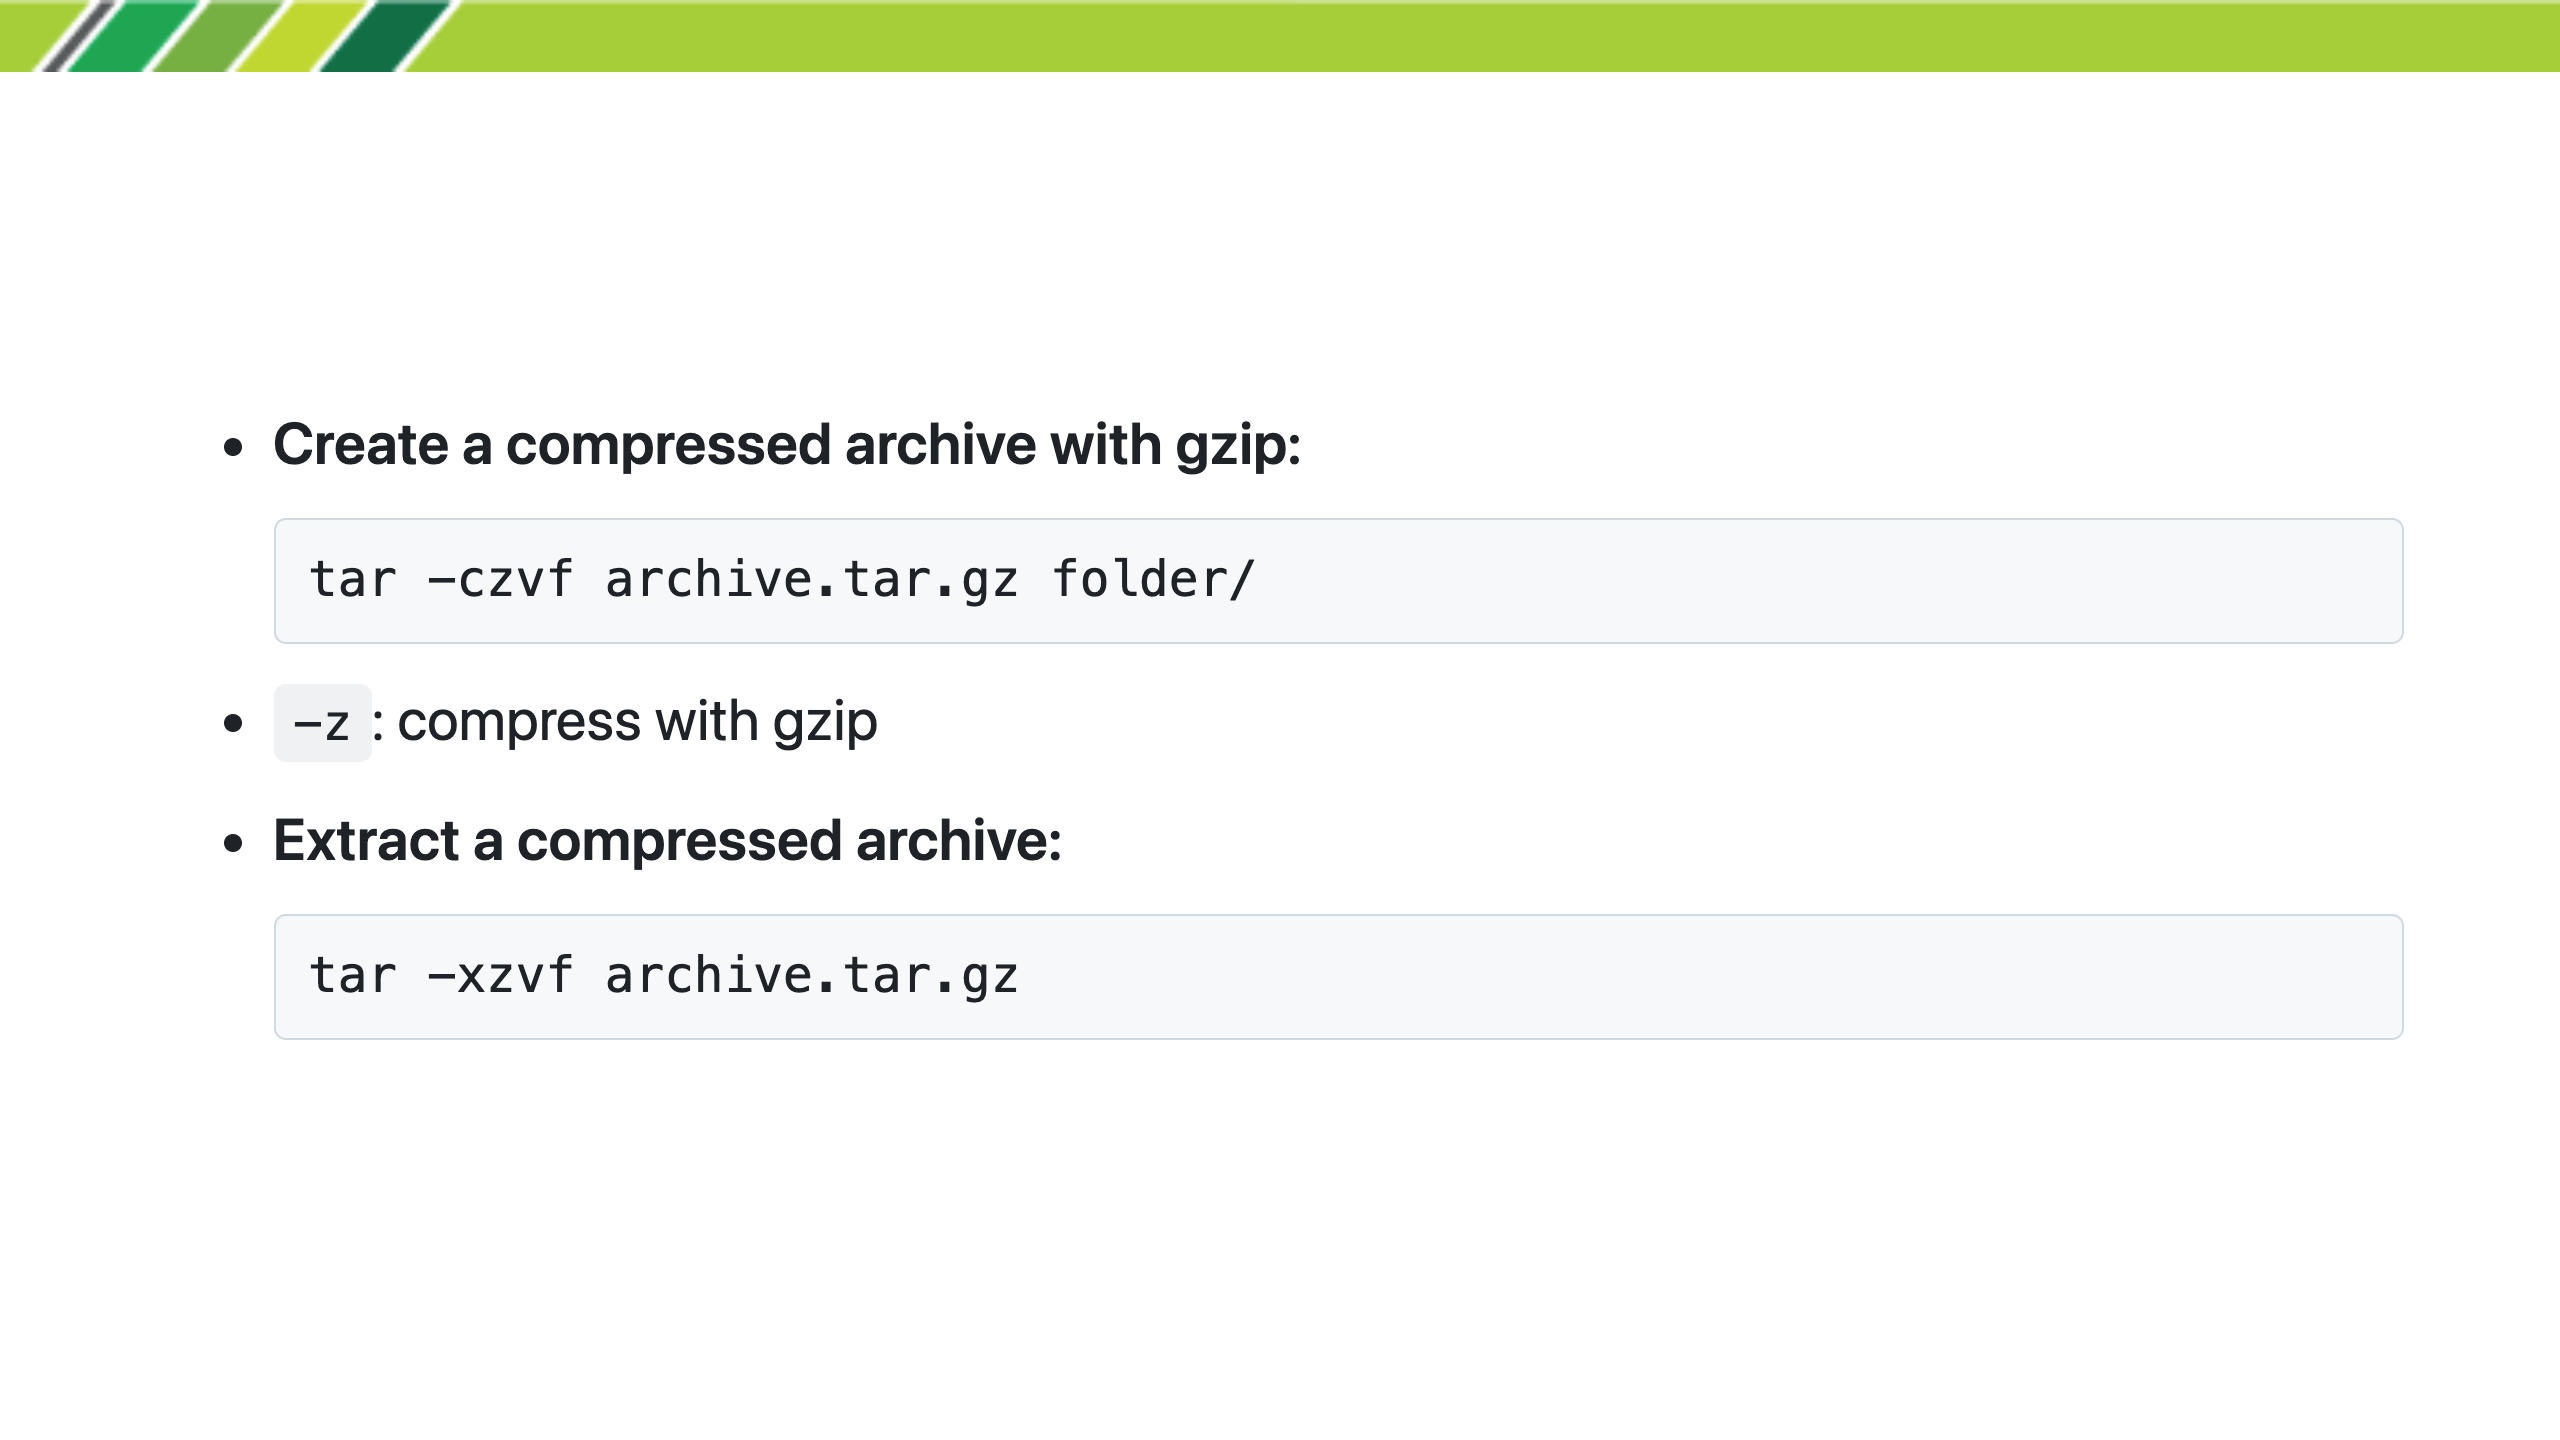 • Create a compressed archive with gzip:
tar -czvf archive.tar.gz folder/
• -z : compress with gzip
• Extract a compressed archive:
tar -xzvf archive.tar.gz